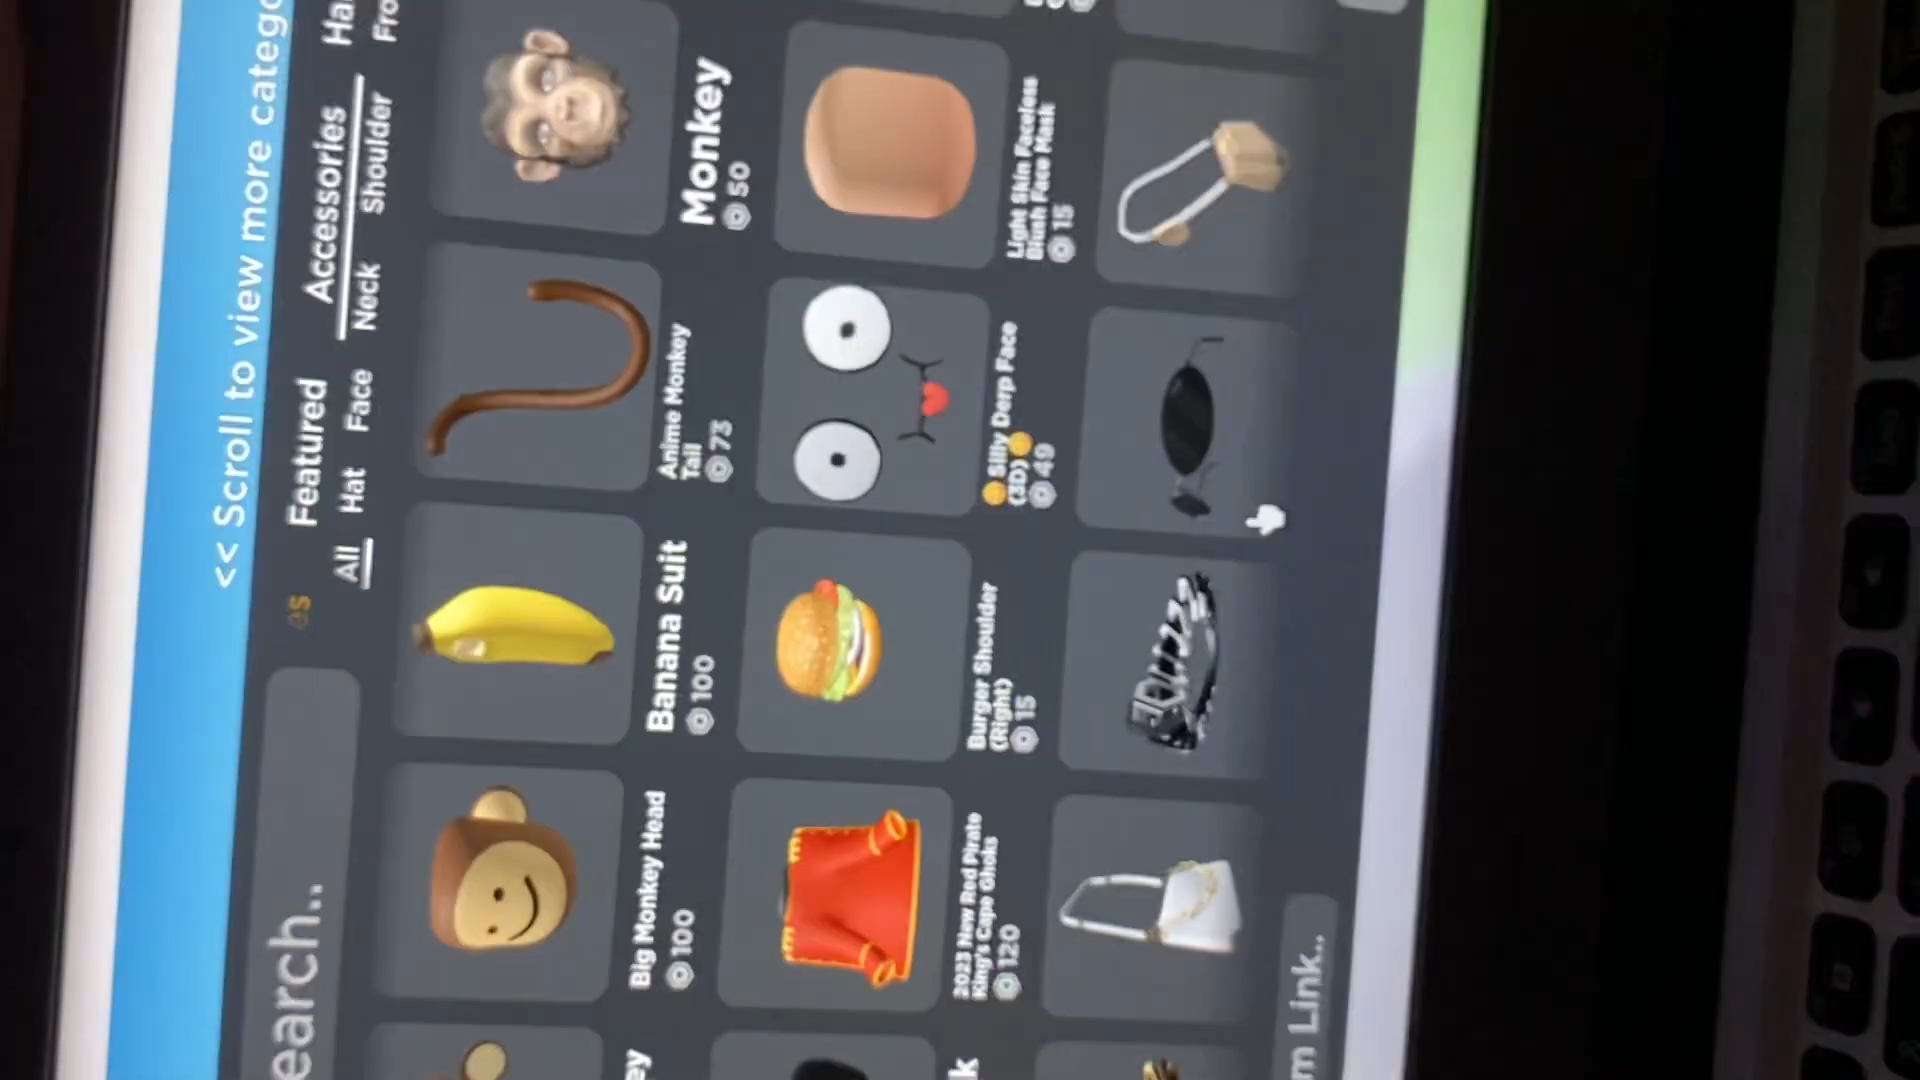 << Scroll to view more catego
Featured Accessories
All Hat Face Neck Shoulder Fro
earch..
Big Monkey Head
100
Banana Suit
100
Anime Monkey
Tail
73
Monkey
50
2023 New Red Pirate
King's Cape Ghoks
120
Burger Shoulder
(Right)
15
Silly Derp Face
(3D)
49
Light Skin Faceless
Blush Face Mask
15
m Link..